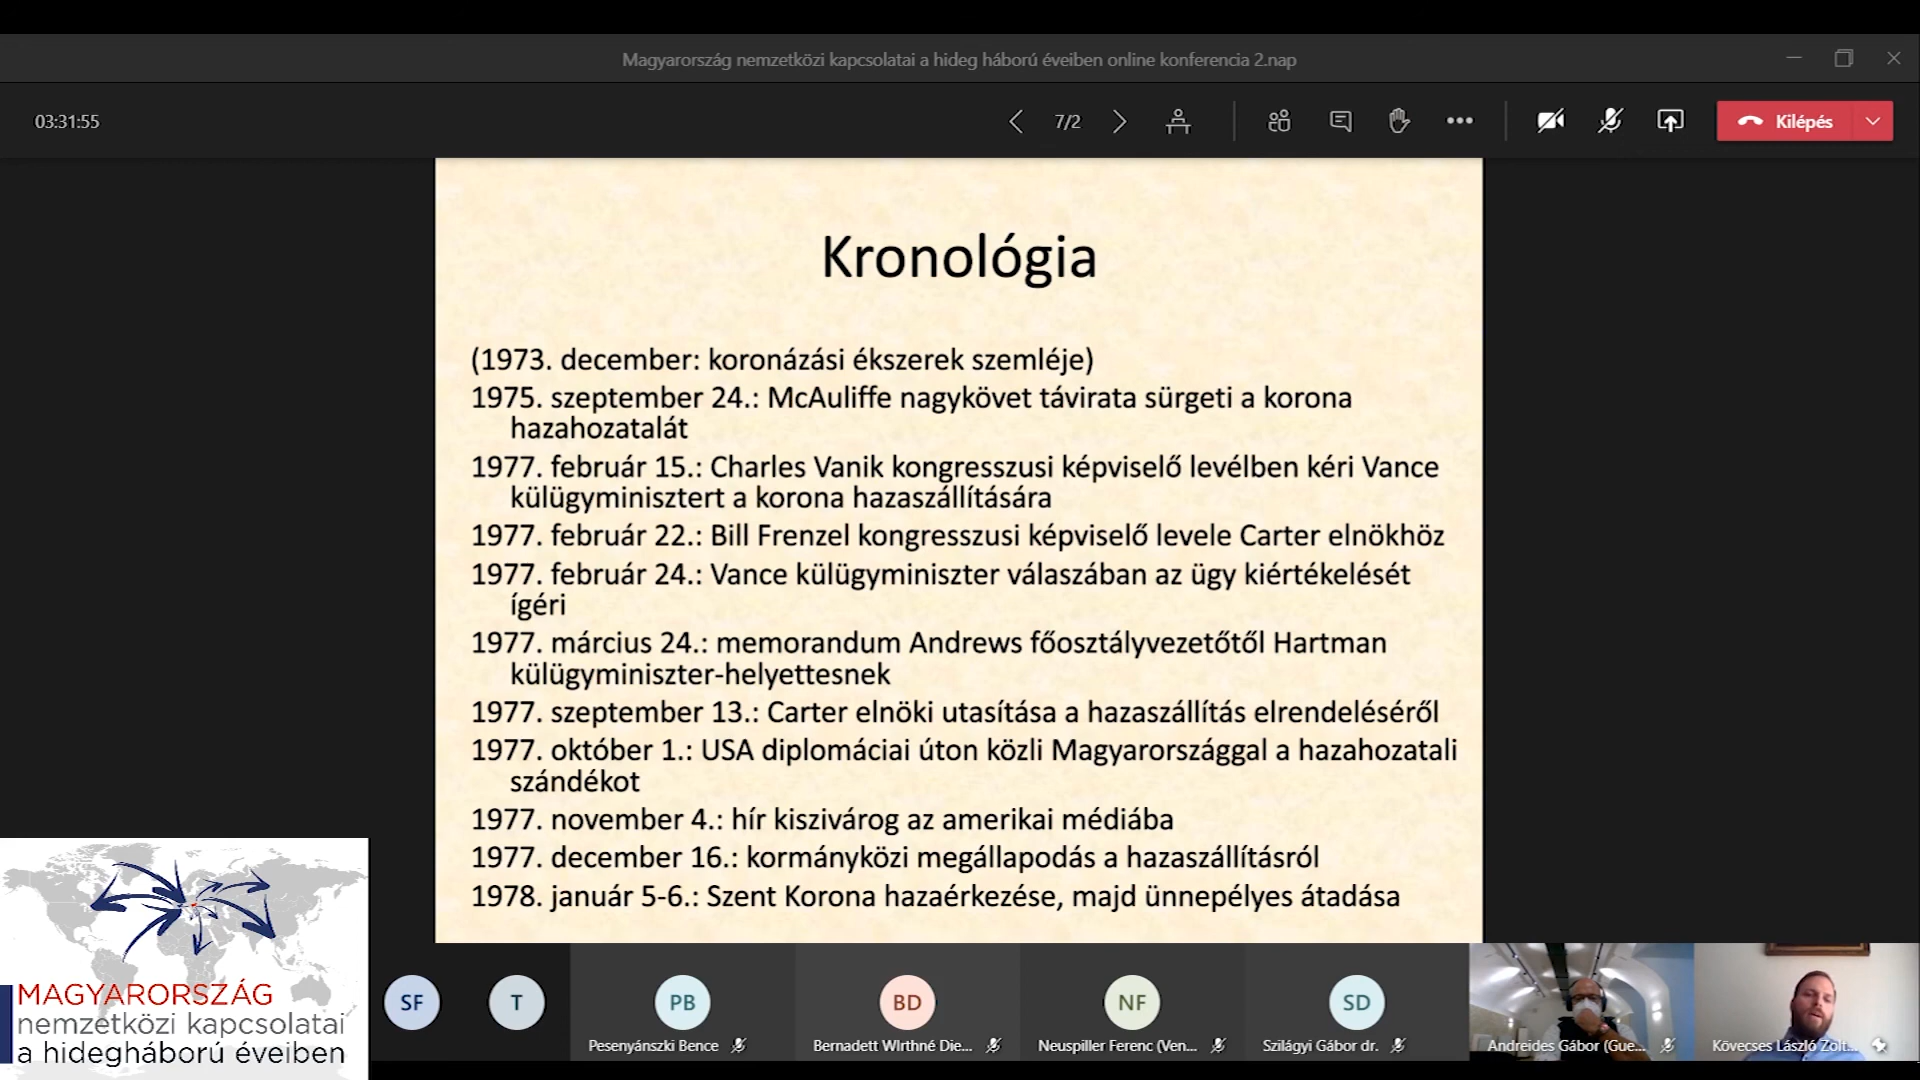 Magyarország nemzetközi kapcsolatai a hideg háború éveiben online konferencia 2.nap
03:31:55
7/2
Kilépés
Kronológia
(1973. december: koronázási ékszerek szemléje)
1975. szeptember 24.: McAuliffe nagykövet távirata sürgeti a korona
hazahozatalát
1977. február 15.: Charles Vanik kongresszusi képviselő levélben kéri Vance
külügyminisztert a korona hazaszállítására
1977. február 22.: Bill Frenzel kongresszusi képviselő levele Carter elnökhöz
1977. február 24.: Vance külügyminiszter válaszában az ügy kiértékelését
ígéri
1977. március 24.: memorandum Andrews főosztályvezetőtől Hartman
külügyminiszter-helyettesnek
1977. szeptember 13.: Carter elnöki utasítása a hazaszállítás elrendeléséről
1977. október 1.: USA diplomáciai úton közli Magyarországgal a hazahozatali
szándékot
1977. november 4.: hír kiszivárog az amerikai médiába
1977. december 16.: kormányközi megállapodás a hazaszállításról
1978. január 5-6.: Szent Korona hazaérkezése, majd ünnepélyes átadása
MAGYARORSZÁG
nemzetközi kapcsolatai
a hidegháború éveiben
SF
T
PB
BD
NF
SD
Pesenyánszki Bence
Bernadett WIrthné Die...
Neuspiller Ferenc (Ven...
Szilágyi Gábor dr.
Andreides Gábor (Gue...
Kövecses László Zolt...